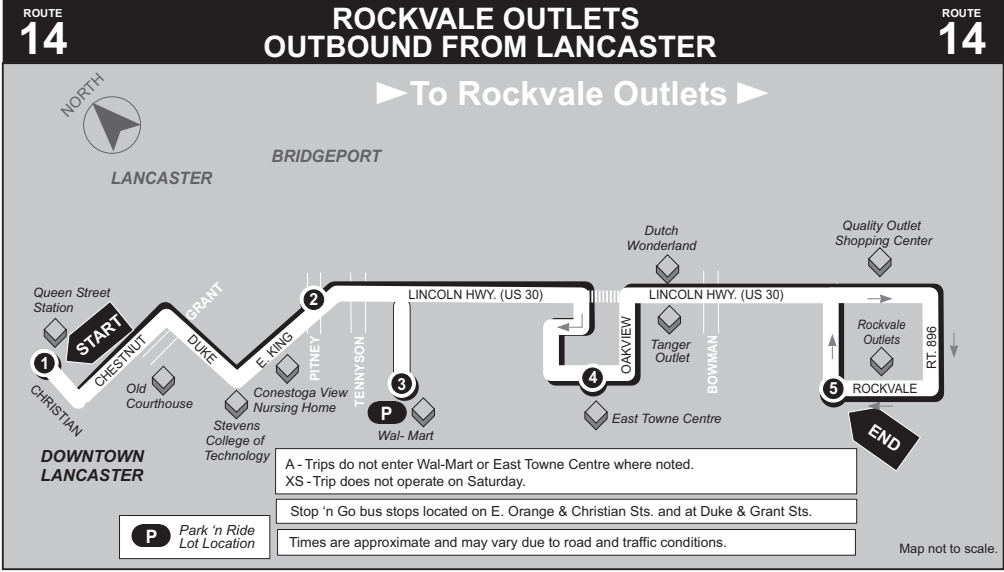 ROUTE
14
ROCKVALE OUTLETS
OUTBOUND FROM LANCASTER
ROUTE
14
To Rockvale Outlets
NORTH
LANCASTER
BRIDGEPORT
Dutch
Wonderland
Quality Outlet
Shopping Center
Queen Street
Station
START
1
CHRISTIAN
CHESTNUT
GRANT
DUKE
E. KING
2
PITNEY
TENNYSON
LINCOLN HWY. (US 30)
LINCOLN HWY. (US 30)
OAKVIEW
BOWMAN
RT. 896
Rockvale
Outlets
Tanger
Outlet
Old
Courthouse
Conestoga View
Nursing Home
Stevens
College of
Technology
3
P
Wal- Mart
4
East Towne Centre
5
ROCKVALE
END
DOWNTOWN
LANCASTER
A - Trips do not enter Wal-Mart or East Towne Centre where noted.
XS - Trip does not operate on Saturday.
Stop 'n Go bus stops located on E. Orange & Christian Sts. and at Duke & Grant Sts.
P
Park 'n Ride
Lot Location
Times are approximate and may vary due to road and traffic conditions.
Map not to scale.